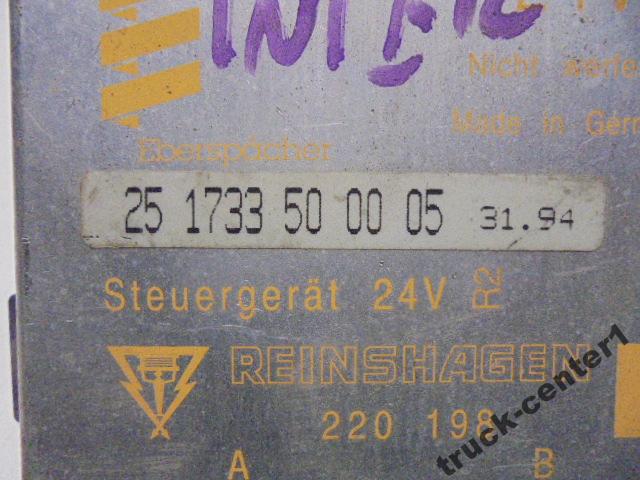 Nicht
Made in
Eberspächer
25 1733 50 00 05 31.94
Steuergerät 24V R2
REINSHAGEN
220 198
truck-center1
A B